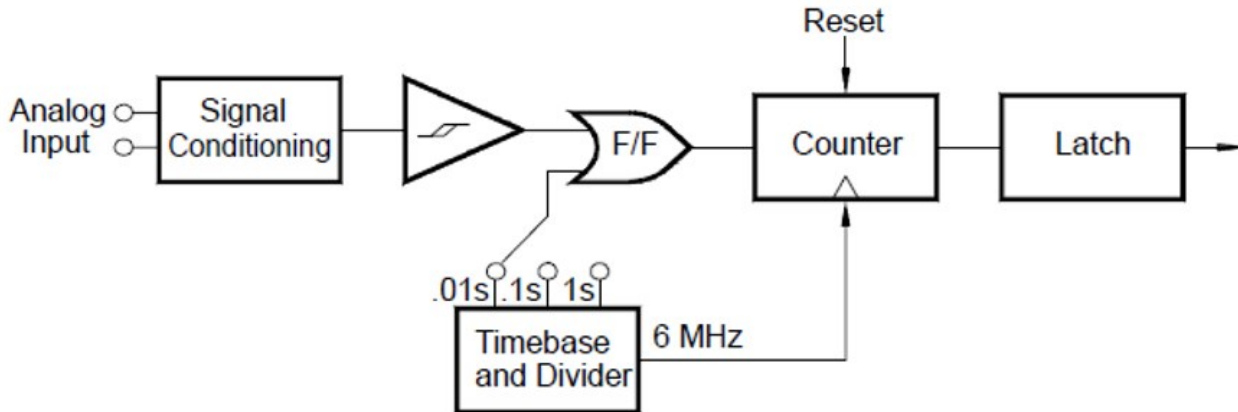 Reset
Analog
Input
Signal
Conditioning
F/F
Counter
Latch
.01s .1s 1s
6 MHz
Timebase
and Divider